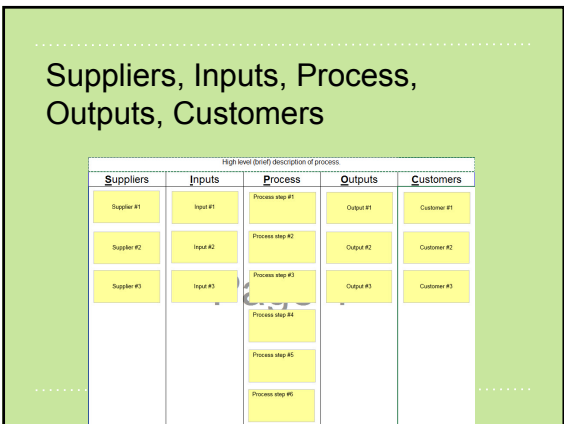 Suppliers, Inputs, Process,
Outputs, Customers
High level (brief) description of process.
Suppliers Inputs Process Outputs Customers
Supplier #1 Input #1 Process step #1 Output #1 Customer #1
Supplier #2 Input #2 Process step #2 Output #2 Customer #2
Supplier #3 Input #3 Process step #3 Output #3 Customer #3
Process step #4
Process step #5
Process step #6